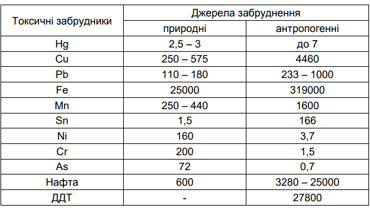 Токсичні забрудники
Джерела забруднення
природні антропогенні
Hg 2,5 – 3 до 7
Cu 250 – 575 4460
Pb 110 – 180 233 – 1000
Fe 25000 319000
Mn 250 – 440 1600
Sn 1,5 166
Ni 160 3,7
Cr 200 1,5
As 72 0,7
Нафта 600 3280 – 25000
ДДТ - 27800